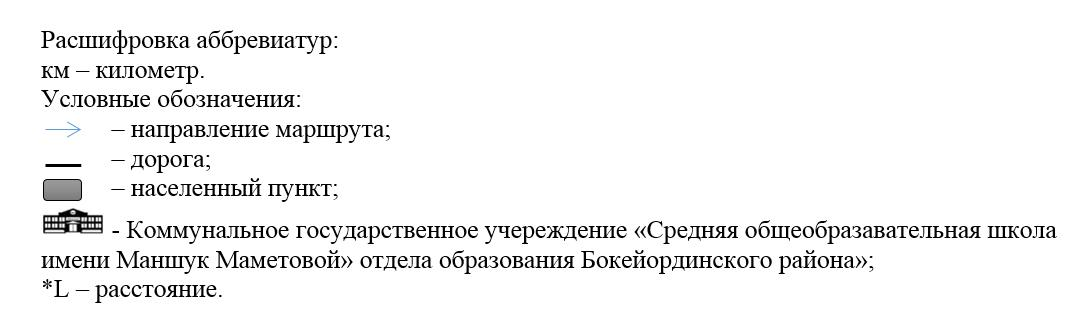 Расшифровка аббревиатур:
км – километр.
Условные обозначения:
– направление маршрута;
– дорога;
– населенный пункт;
- Коммунальное государственное учереждение «Средняя общеобразавательная школа
имени Маншук Маметовой» отдела образования Бокейординского района»;
*L – расстояние.